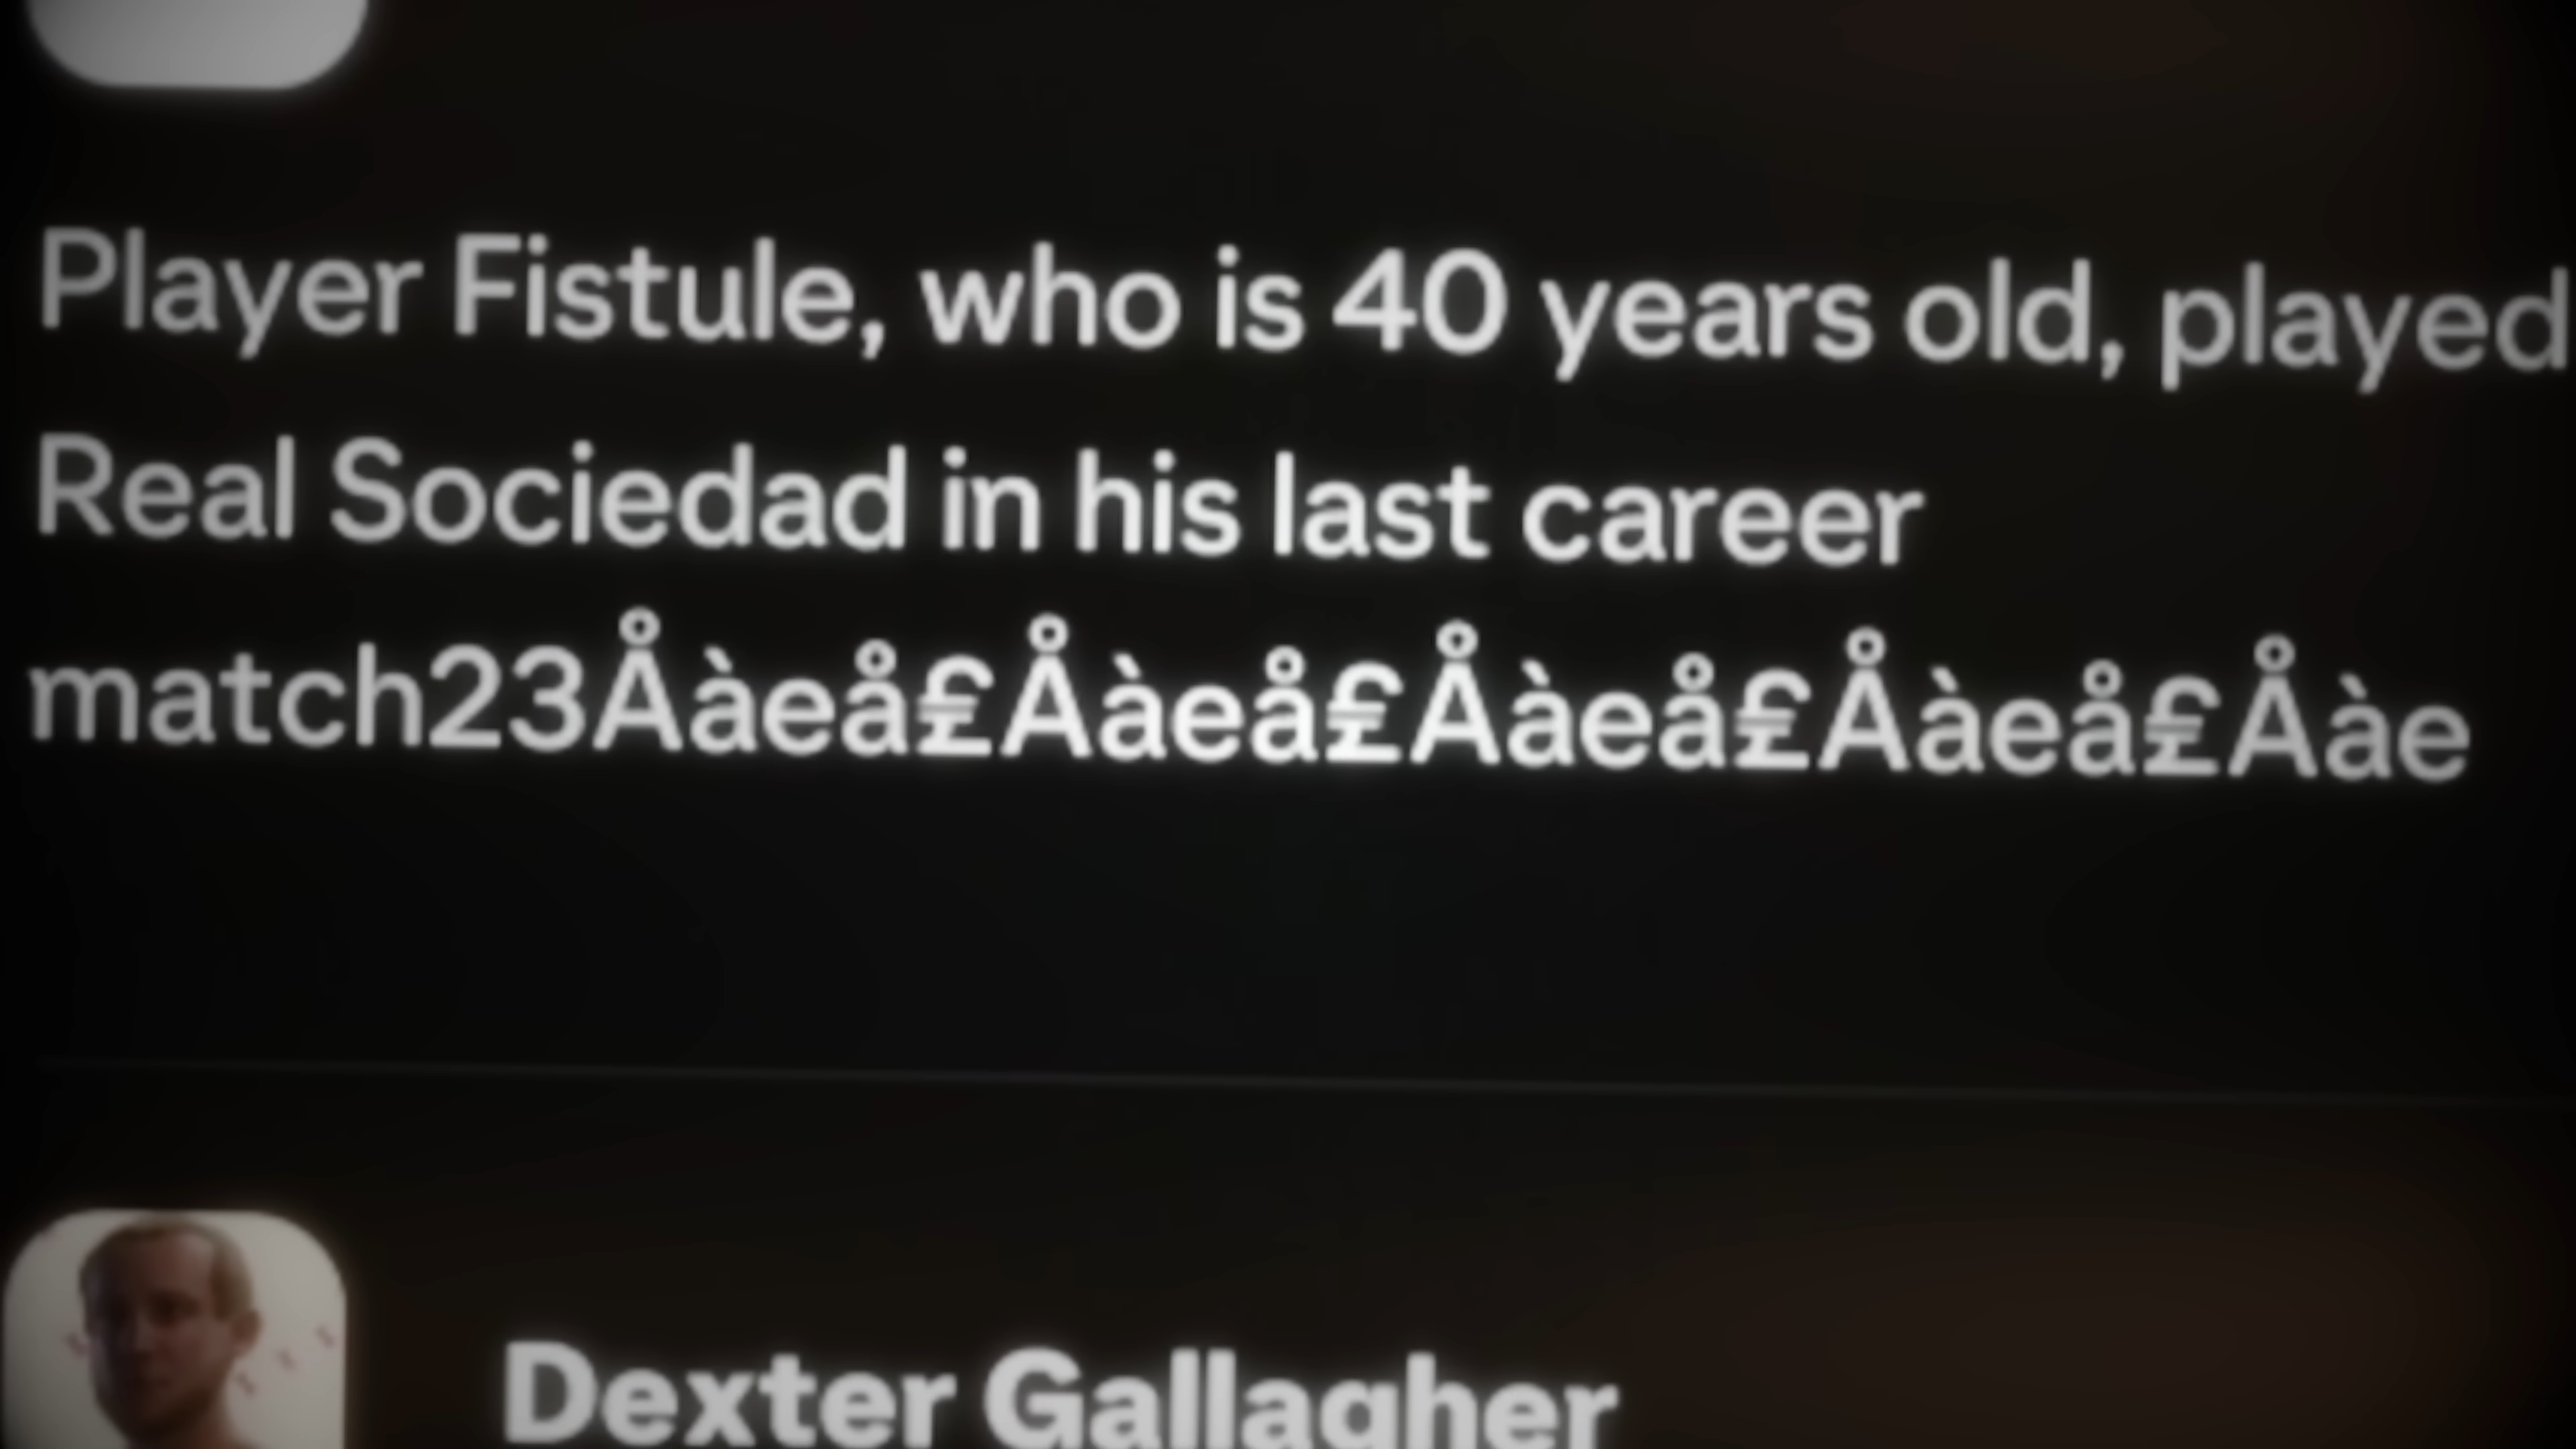 Player Fistule, who is 40 years old, played
Real Sociedad in his last career
match23Åàeå£Åàeå£Åàeå£Åàeå£Åàe
Dexter Gallagher